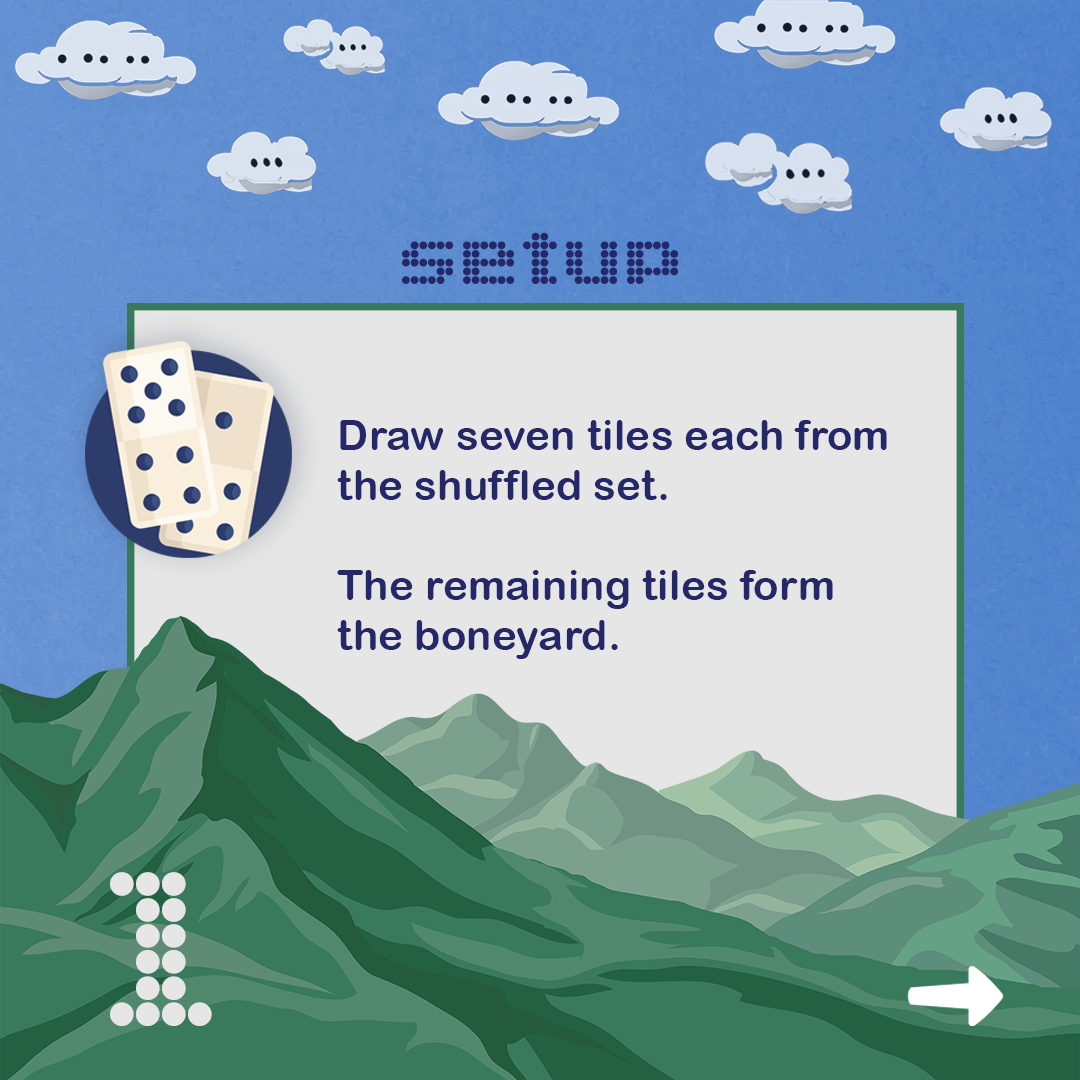 setup
Draw seven tiles each from
the shuffled set.
The remaining tiles form
the boneyard.
1